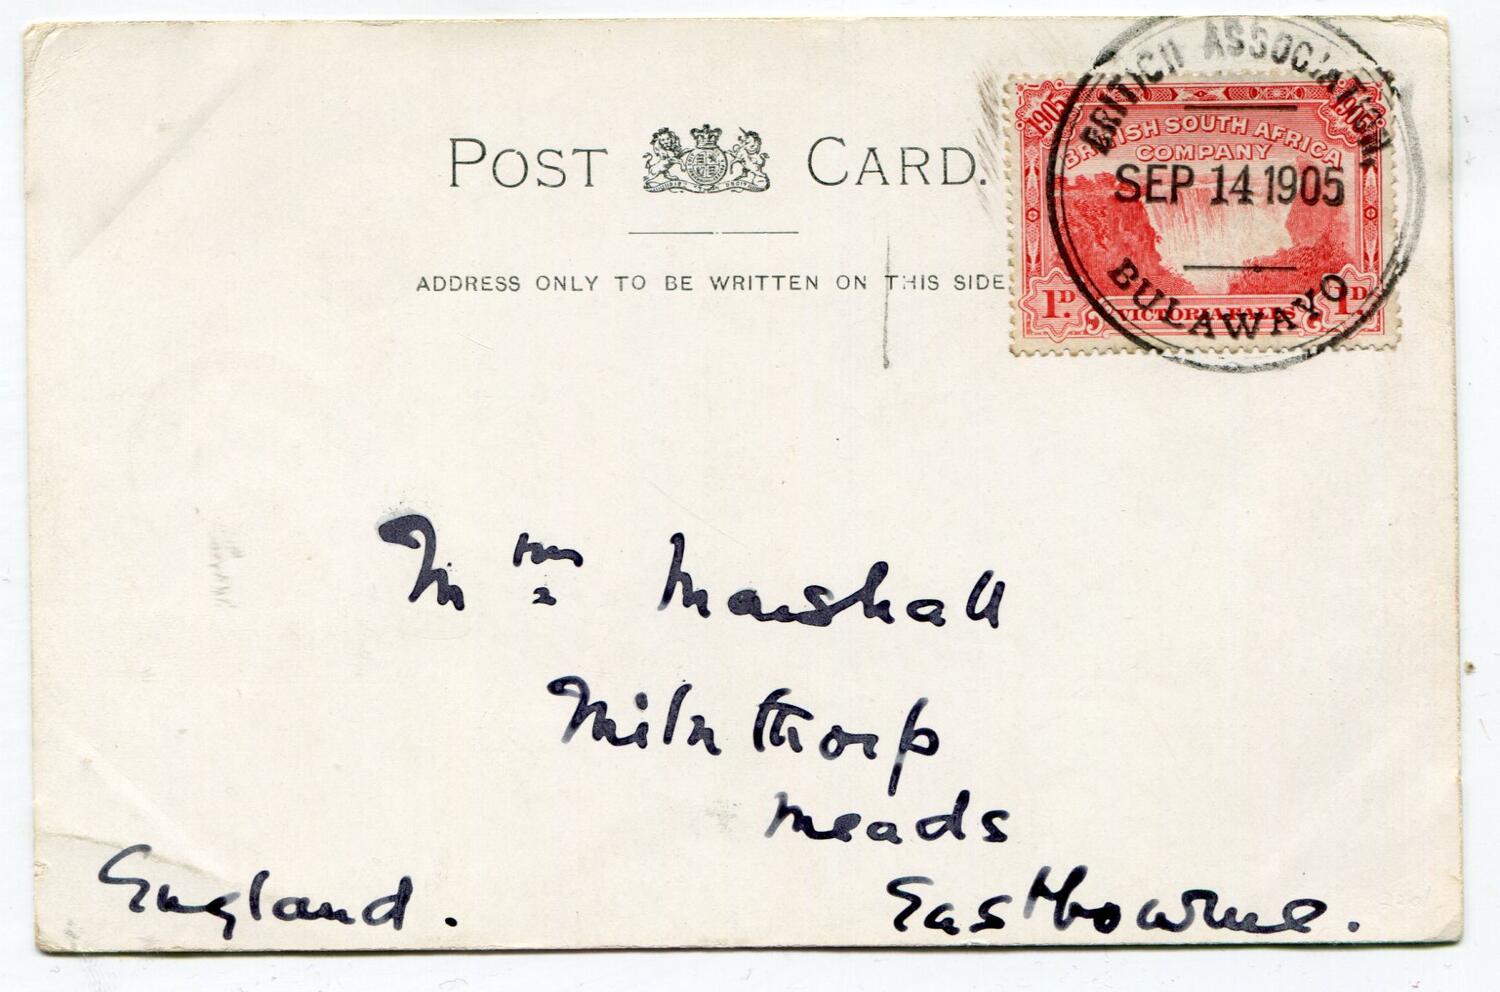 POST CARD.
ADDRESS ONLY TO BE WRITTEN ON THIS SIDE
1905 1905
BRITISH SOUTH AFRICA
COMPANY
1D. 1D.
VICTORIA FALLS
BRITISH ASSOCIATION
SEP 14 1905
BULAWAYO
Marshall
Milnthorp
Meads
Eastbourne.
England.